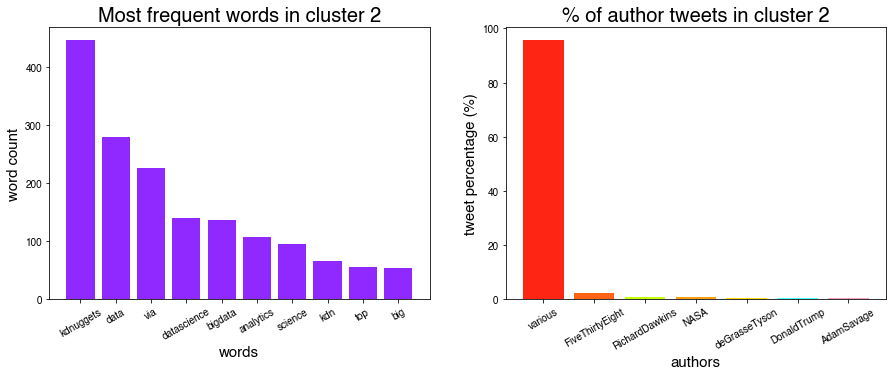 Most frequent words in cluster 2
word count
400
300
200
100
0
kdnuggets
data
via
datascience
bigdata
analytics
science
kdn
top
big
words
% of author tweets in cluster 2
tweet percentage (%)
100
80
60
40
20
0
various
FiveThirtyEight
RichardDawkins
NASA
deGrasseTyson
DonaldTrump
AdamSavage
authors